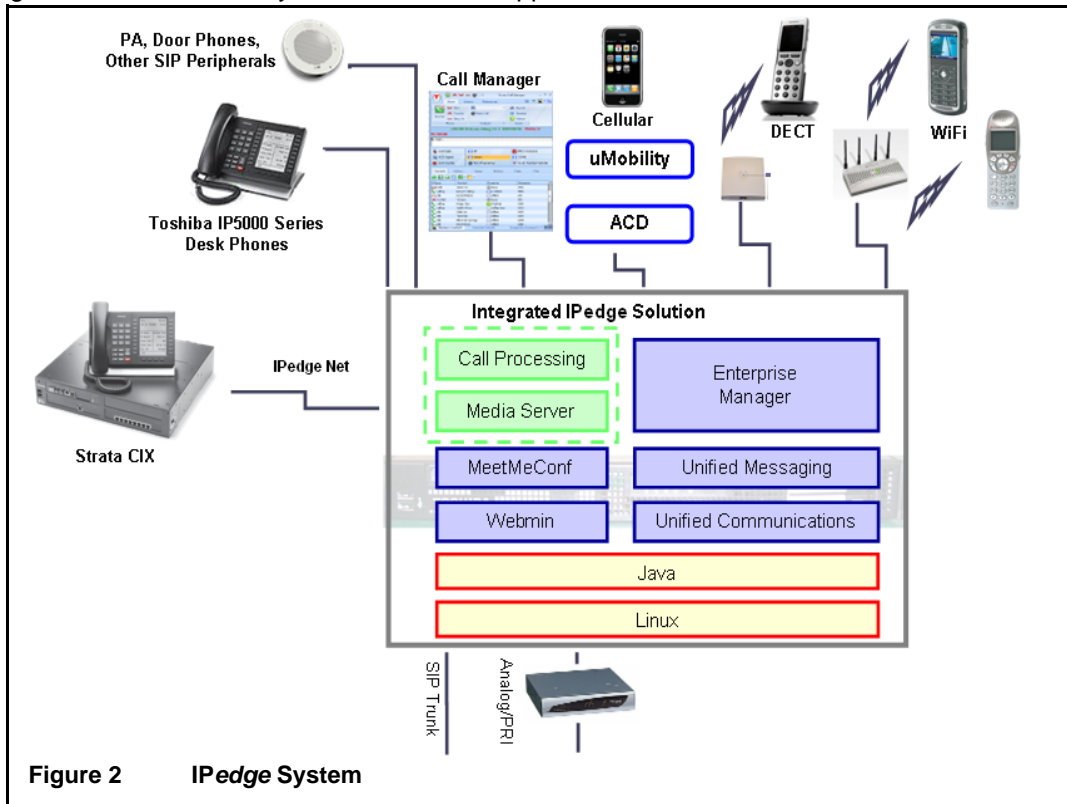 PA, Door Phones,
Other SIP Peripherals
Call Manager
Cellular
uMobility
ACD
DECT
WiFi
Toshiba IP5000 Series
Desk Phones
IPedge Net
Strata CIX
Integrated IPedge Solution
Call Processing
Media Server
Enterprise
Manager
MeetMeConf
Unified Messaging
Webmin
Unified Communications
Java
Linux
SIP Trunk
Analog/PRI
Figure 2 IPedge System